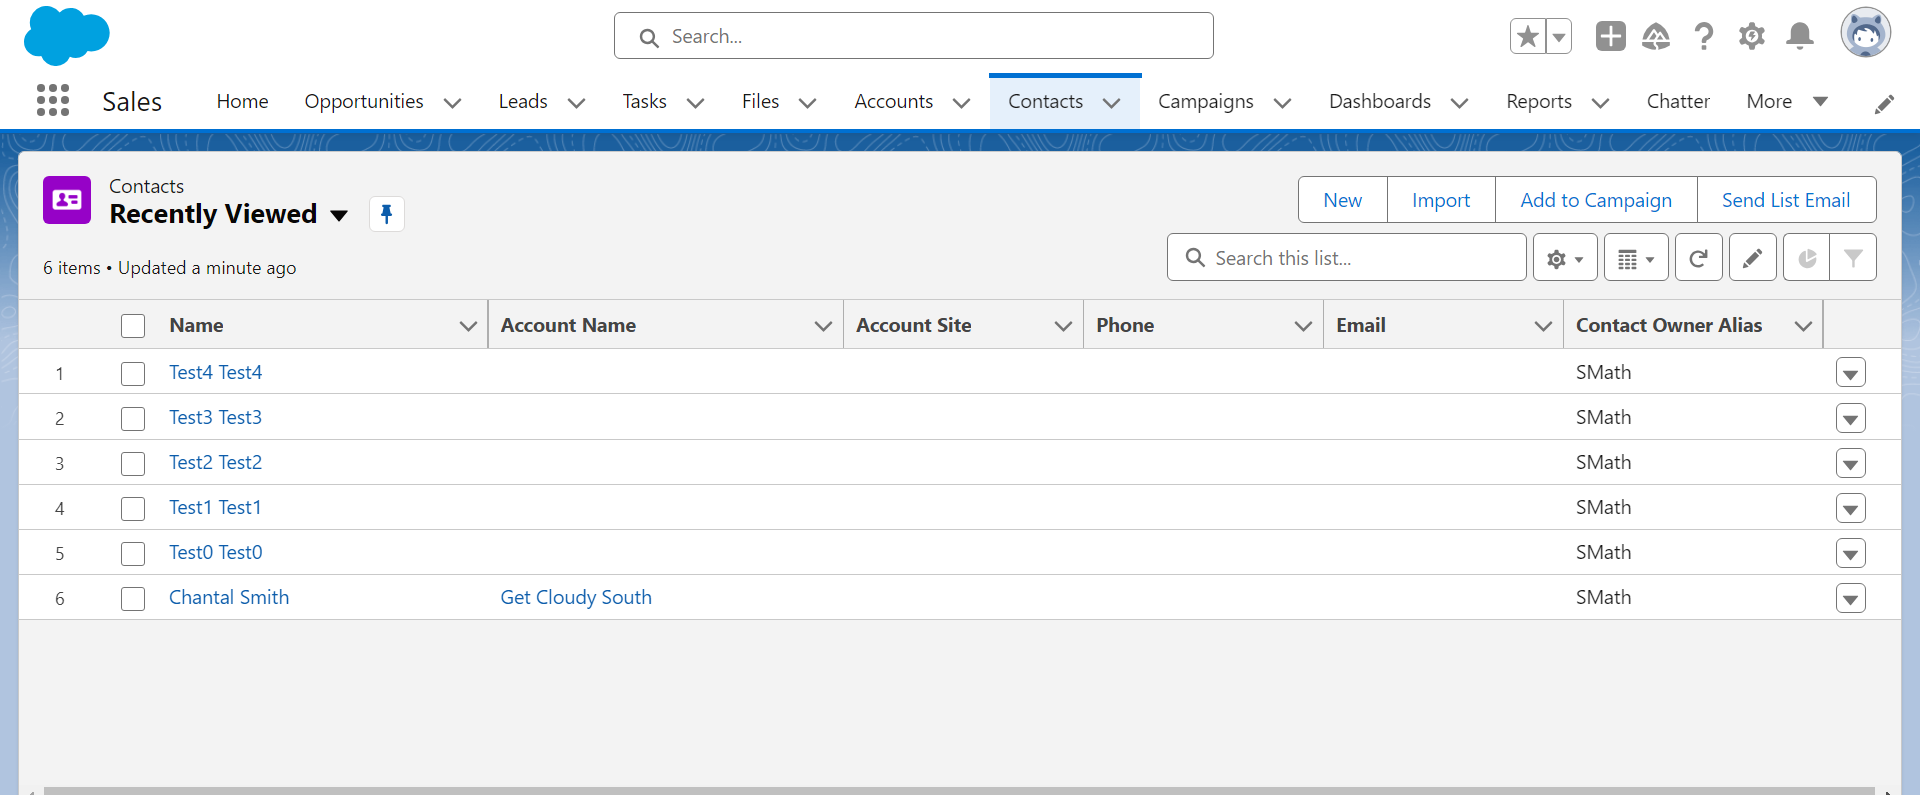 Search...
Sales Home Opportunities Leads Tasks Files Accounts Contacts Campaigns Dashboards Reports Chatter More
Contacts
Recently Viewed
New Import Add to Campaign Send List Email
6 items • Updated a minute ago
Search this list...
Name Account Name Account Site Phone Email Contact Owner Alias
1 Test4 Test4 SMath
2 Test3 Test3 SMath
3 Test2 Test2 SMath
4 Test1 Test1 SMath
5 Test0 Test0 SMath
6 Chantal Smith Get Cloudy South SMath